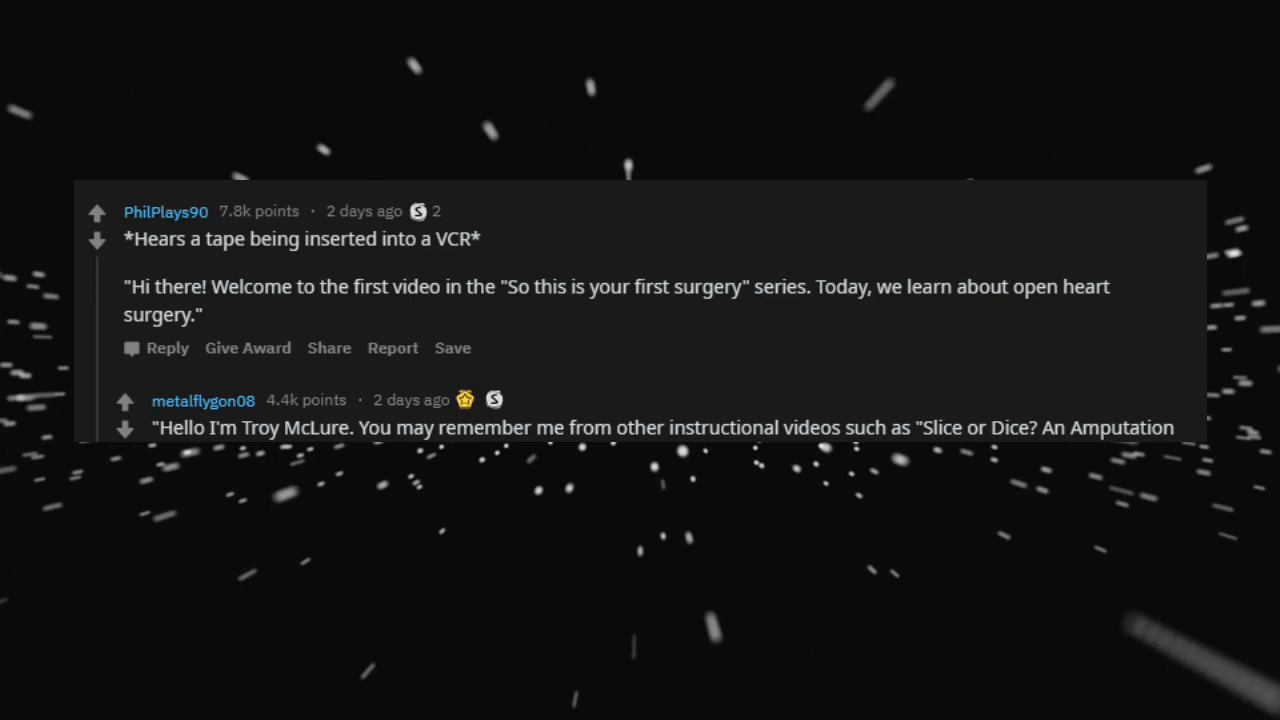 PhilPlays90 7.8k points · 2 days ago S 2
*Hears a tape being inserted into a VCR*
"Hi there! Welcome to the first video in the "So this is your first surgery" series. Today, we learn about open heart
surgery."
Reply Give Award Share Report Save
metalflygon08 4.4k points · 2 days ago S
"Hello I'm Troy McLure. You may remember me from other instructional videos such as "Slice or Dice? An Amputation